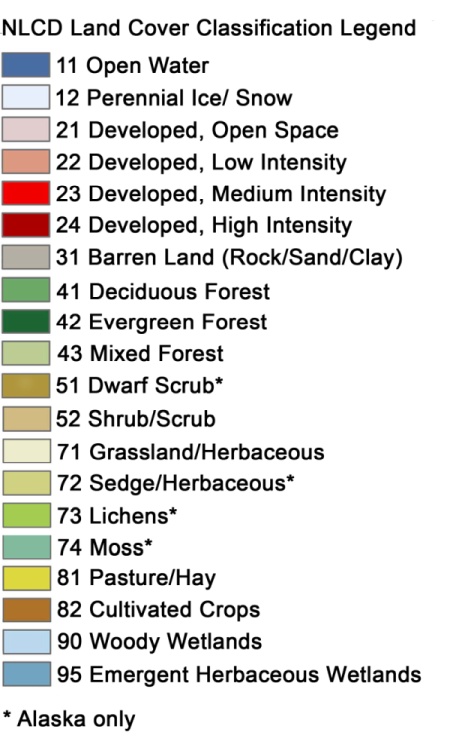 NLCD Land Cover Classification Legend
11 Open Water
12 Perennial Ice/ Snow
21 Developed, Open Space
22 Developed, Low Intensity
23 Developed, Medium Intensity
24 Developed, High Intensity
31 Barren Land (Rock/Sand/Clay)
41 Deciduous Forest
42 Evergreen Forest
43 Mixed Forest
51 Dwarf Scrub*
52 Shrub/Scrub
71 Grassland/Herbaceous
72 Sedge/Herbaceous*
73 Lichens*
74 Moss*
81 Pasture/Hay
82 Cultivated Crops
90 Woody Wetlands
95 Emergent Herbaceous Wetlands
* Alaska only